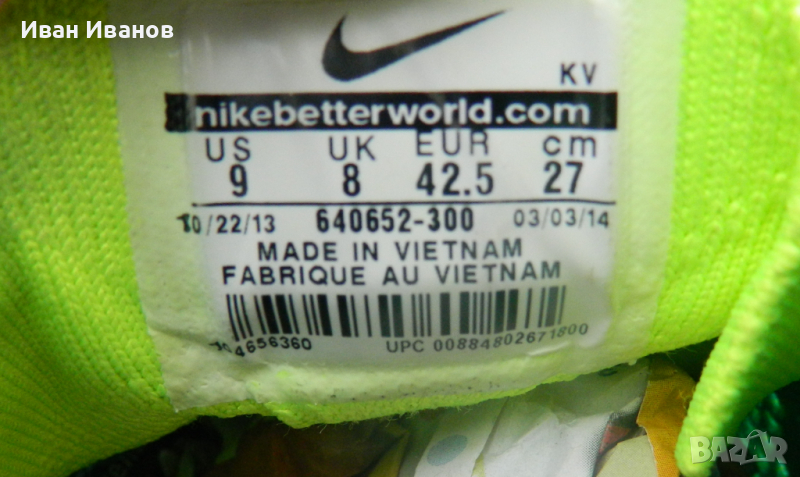 Иван Иванов
KV
nikebetterworld.com
US UK EUR cm
9 8 42.5 27
10/22/13 640652-300 03/03/14
MADE IN VIETNAM
FABRIQUE AU VIETNAM
4656360 UPC 00884802671800
BAZAR